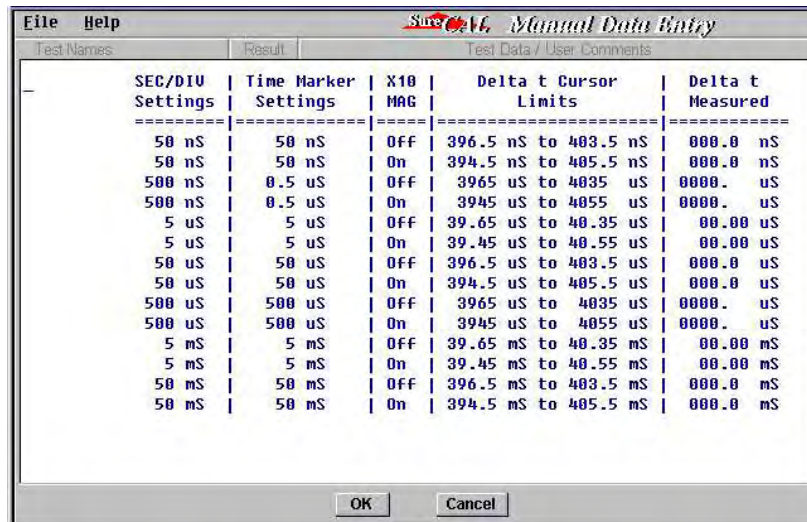 File Help SureCAL Manual Data Entry
Test Names Result Test Data / User Comments
SEC/DIV | Time Marker | X10 | Delta t Cursor | Delta t
Settings | Settings | MAG | Limits | Measured
=========|=============|=====|========================|============
50 nS | 50 nS | Off | 396.5 nS to 403.5 nS | 000.0 nS
50 nS | 50 nS | On | 394.5 nS to 405.5 nS | 000.0 nS
500 nS | 0.5 uS | Off | 3965 uS to 4035 uS | 0000. uS
500 nS | 0.5 uS | On | 3945 uS to 4055 uS | 0000. uS
5 uS | 5 uS | Off | 39.65 uS to 40.35 uS | 00.00 uS
5 uS | 5 uS | On | 39.45 uS to 40.55 uS | 00.00 uS
50 uS | 50 uS | Off | 396.5 uS to 403.5 uS | 000.0 uS
50 uS | 50 uS | On | 394.5 uS to 405.5 uS | 000.0 uS
500 uS | 500 uS | Off | 3965 uS to 4035 uS | 0000. uS
500 uS | 500 uS | On | 3945 uS to 4055 uS | 0000. uS
5 mS | 5 mS | Off | 39.65 mS to 40.35 mS | 00.00 mS
5 mS | 5 mS | On | 39.45 mS to 40.55 mS | 00.00 mS
50 mS | 50 mS | Off | 396.5 mS to 403.5 mS | 000.0 mS
50 mS | 50 mS | On | 394.5 mS to 405.5 mS | 000.0 mS
OK Cancel